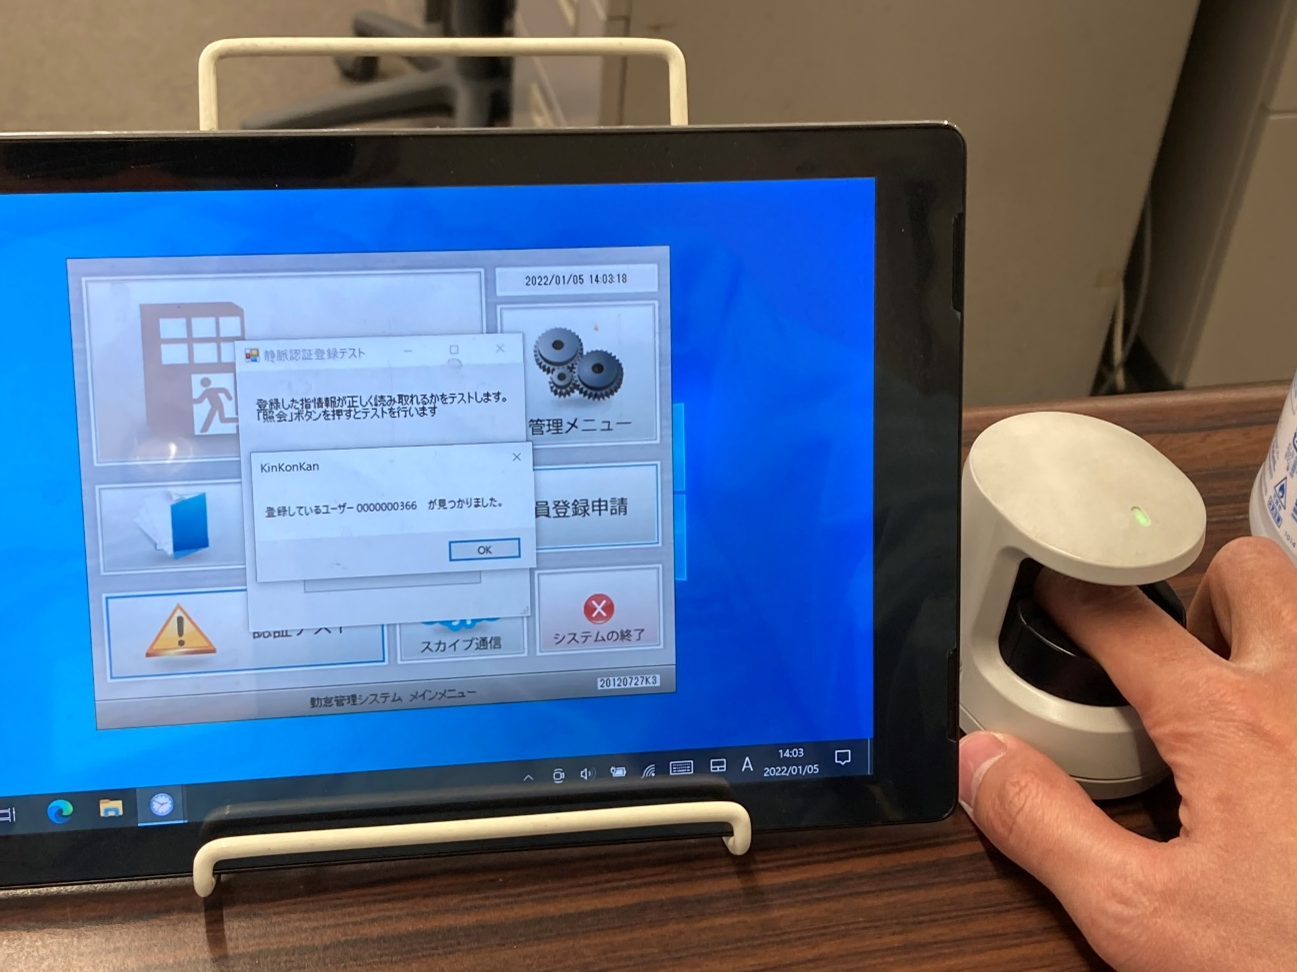 2022/01/05 14:03:18
静脈認証登録テスト
登録した指情報が正しく読み取れるかをテストします。
「照会」ボタンを押すとテストを行います
管理メニュー
KinKonKan
登録しているユーザー 0000000366 が見つかりました。
OK
員登録申請
認証テスト
スカイプ通信
システムの終了
勤怠管理システム メインメニュー
20120727K3
A
14:03
2022/01/05